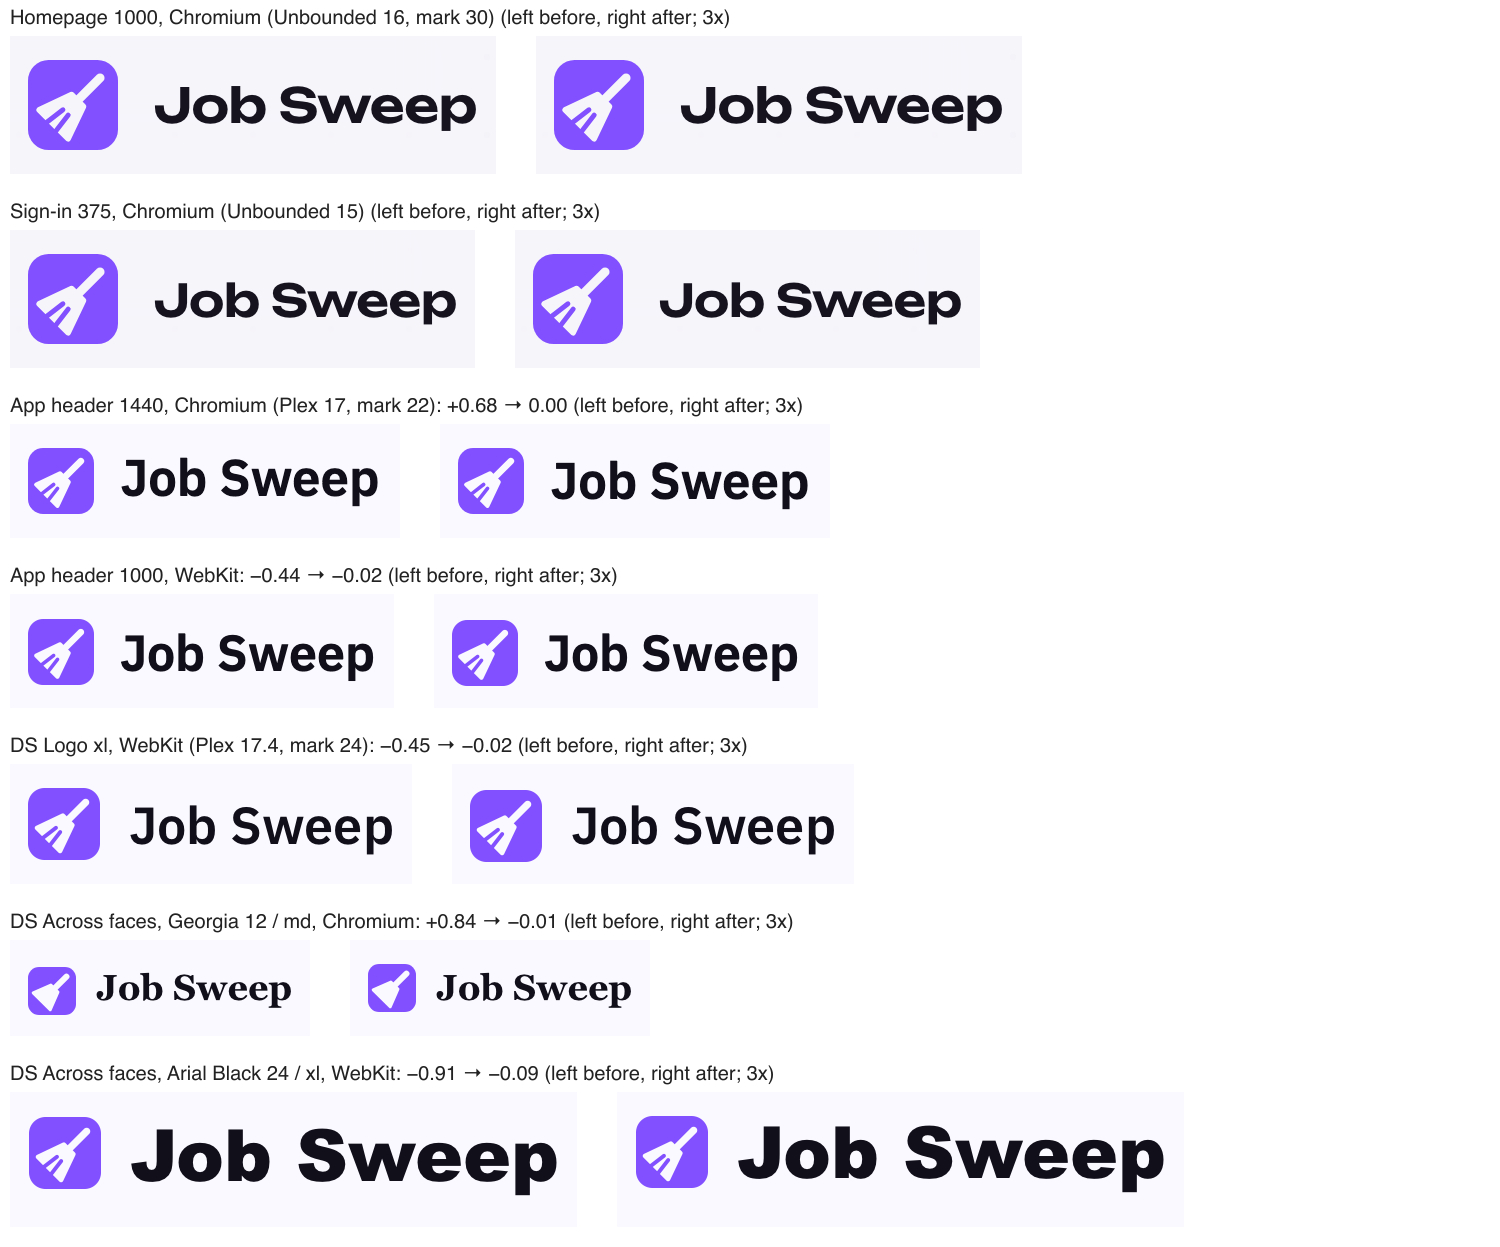 Homepage 1000, Chromium (Unbounded 16, mark 30) (left before, right after; 3x)
Job Sweep Job Sweep
Sign-in 375, Chromium (Unbounded 15) (left before, right after; 3x)
Job Sweep Job Sweep
App header 1440, Chromium (Plex 17, mark 22): +0.68 → 0.00 (left before, right after; 3x)
Job Sweep Job Sweep
App header 1000, WebKit: −0.44 → −0.02 (left before, right after; 3x)
Job Sweep Job Sweep
DS Logo xl, WebKit (Plex 17.4, mark 24): −0.45 → −0.02 (left before, right after; 3x)
Job Sweep Job Sweep
DS Across faces, Georgia 12 / md, Chromium: +0.84 → −0.01 (left before, right after; 3x)
Job Sweep Job Sweep
DS Across faces, Arial Black 24 / xl, WebKit: −0.91 → −0.09 (left before, right after; 3x)
Job Sweep Job Sweep